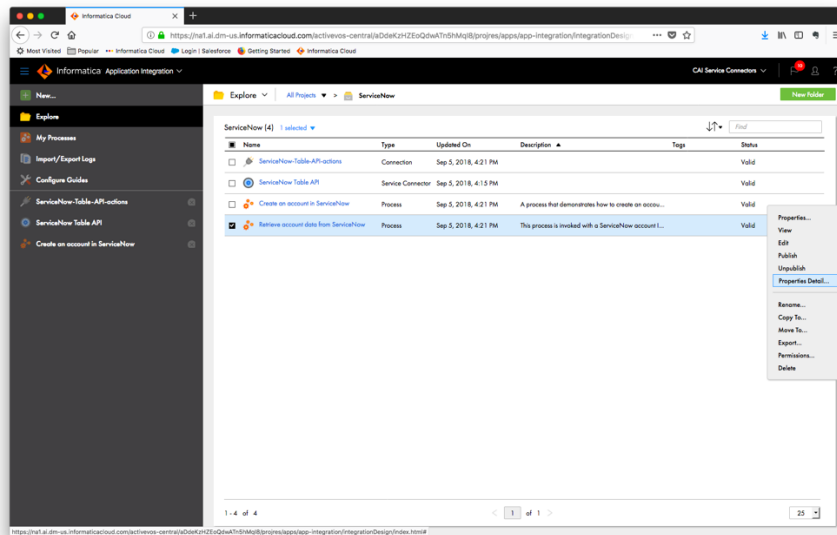 Informatica Cloud
https://na1.ai.dm-us.informaticacloud.com/activevos-central/aDdeKzHZEoQdwATn5hMqIB/projres/apps/app-integration/integrationDesign
Most Visited Popular Informatica Cloud Login | Salesforce Getting Started Informatica Cloud
Informatica Application Integration
CAI Service Connectors
New...
Explore
My Processes
Import/Export Logs
Configure Guides
ServiceNow-Table-API-actions
ServiceNow Table API
Create an account in ServiceNow
Explore All Projects > ServiceNow
New Folder
ServiceNow (4) 1 selected
Find
Name Type Updated On Description Tags Status
ServiceNow-Table-API-actions Connection Sep 5, 2018, 4:21 PM Valid
ServiceNow Table API Service Connector Sep 5, 2018, 4:15 PM Valid
Create an account in ServiceNow Process Sep 5, 2018, 4:21 PM A process that demonstrates how to create an accou... Valid
Retrieve account data from ServiceNow Process Sep 5, 2018, 4:21 PM This process is invoked with a ServiceNow account I... Valid
Properties...
View
Edit
Publish
Unpublish
Properties Detail...
Rename...
Copy To...
Move To...
Export...
Permissions...
Delete
1 - 4 of 4
1 of 1
25
https://na1.ai.dm-us.informaticacloud.com/activevos-central/aDdeKzHZEoQdwATn5hMqIB/projres/apps/app-integration/integrationDesign/index.html#